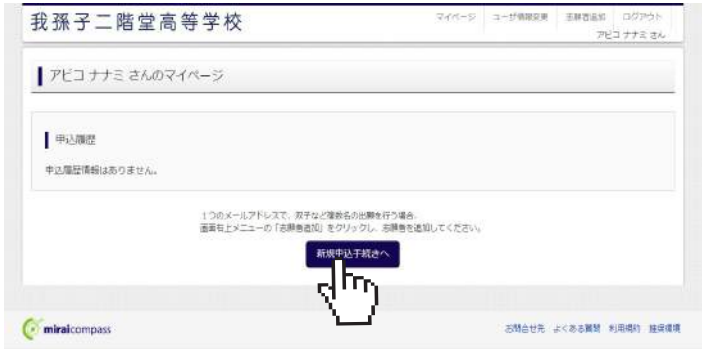 我孫子二階堂高等学校
マイページ ユーザ情報変更 志願者追加 ログアウト
アビコ ナナミ さん
アビコ ナナミ さんのマイページ
申込履歴
申込履歴情報はありません。
1つのメールアドレスで、双子など複数名の出願を行う場合、
画面右上メニューの「志願者追加」をクリックし、志願者を追加してください。
新規申込手続きへ
miraicompass
お問合せ先 よくある質問 利用規約 推奨環境